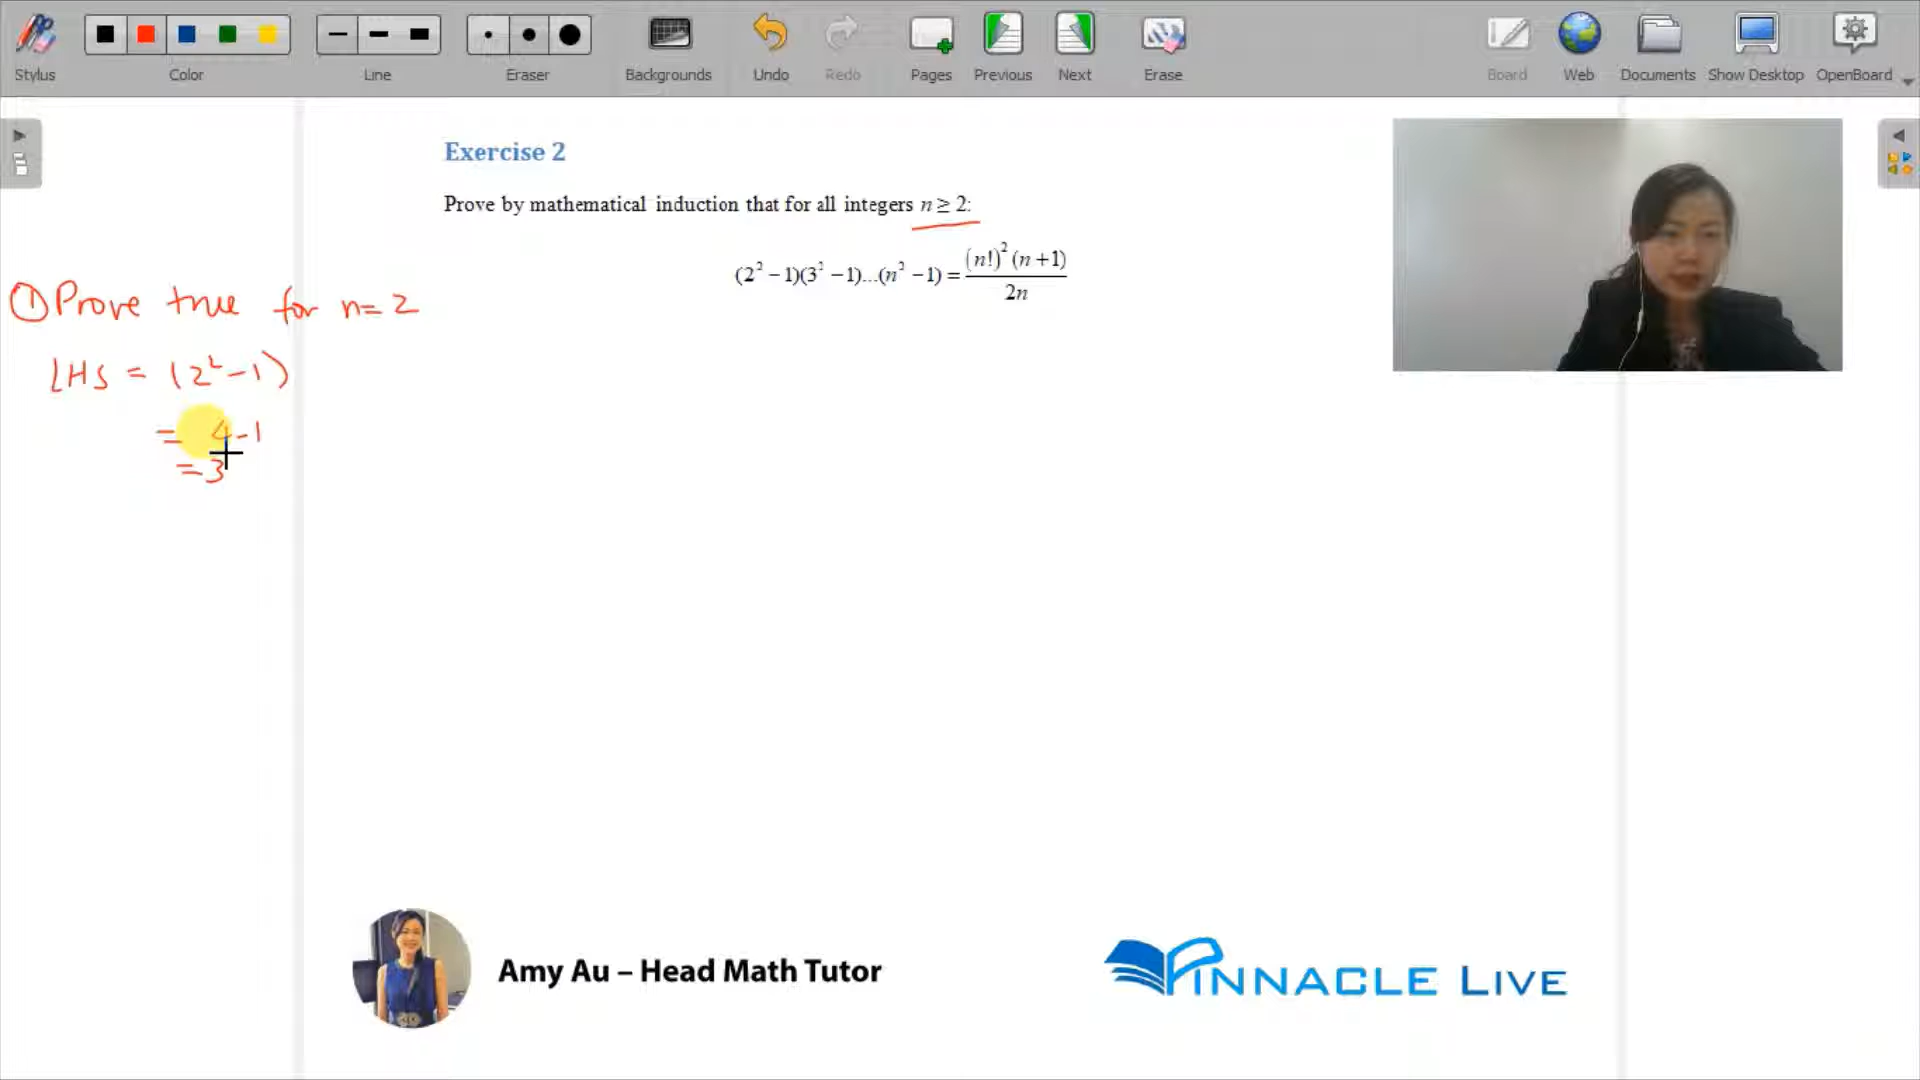 Stylus Color Line Eraser Backgrounds Undo Redo Pages Previous Next Erase Board Web Documents Show Desktop OpenBoard
Exercise 2
Prove by mathematical induction that for all integers n ≥ 2:
(2² − 1)(3² − 1)...(n² − 1) = (n!)² (n + 1) / 2n
① Prove true for n = 2
LHS = (2² − 1)
= 4 − 1
= 3
Amy Au – Head Math Tutor
PINNACLE LIVE